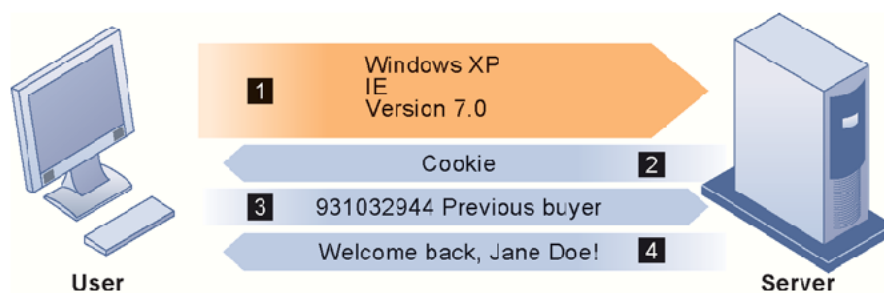 1
Windows XP
IE
Version 7.0
Cookie 2
3 931032944 Previous buyer
Welcome back, Jane Doe! 4
User
Server